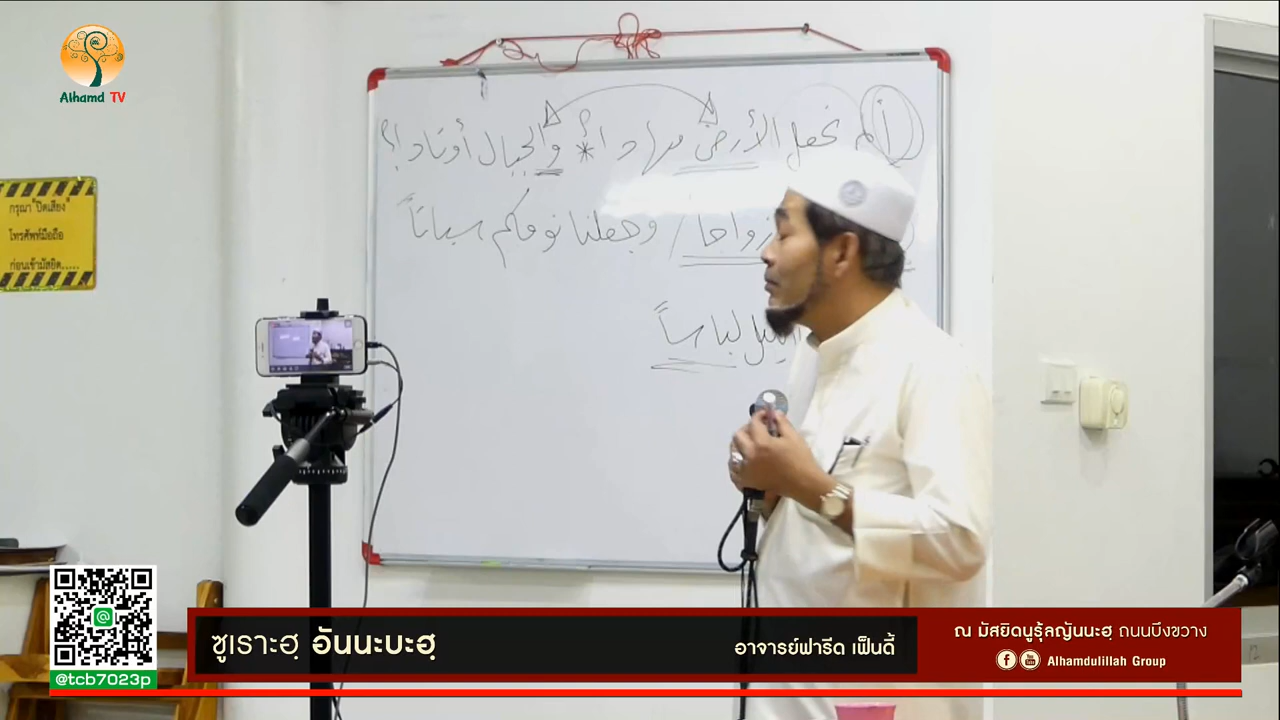 Alhamd TV
ألم نجعل الأرض مهادا * والجبال أوتادا ؟!
زواجا / وجعلنا نومكم سباتاً
الليل لباساً
กรุณา"ปิดเสียง"
โทรศัพท์มือถือ
ก่อนเข้ามัสยิด.....
@tcb7023p
ซูเราะฮฺ อันนะบะฮฺ
อาจารย์ฟารีด เฟ็นดี้
ณ มัสยิดนูรุ้ลญันนะฮฺ ถนนบึงขวาง
Alhamdulillah Group